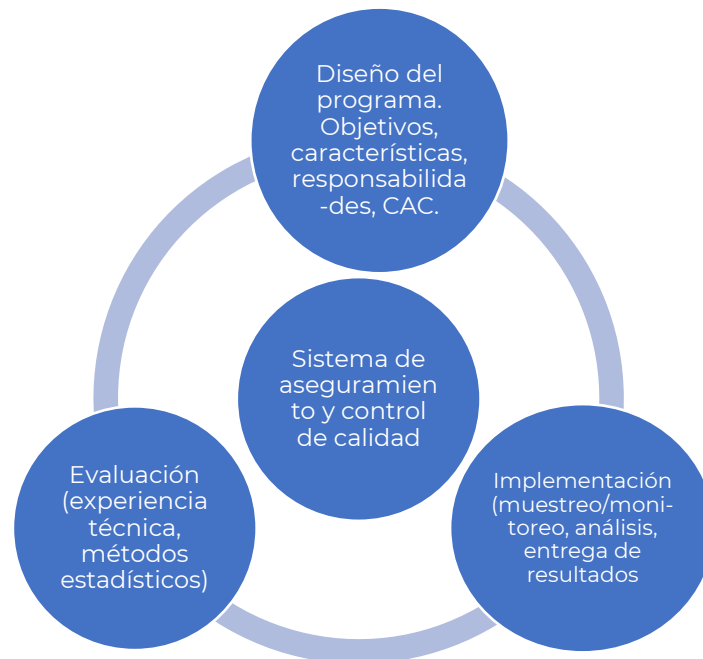 Diseño del
programa.
Objetivos,
características,
responsabilida
-des, CAC.
Sistema de
aseguramien
to y control
de calidad
Evaluación
(experiencia
técnica,
métodos
estadísticos)
Implementación
(muestreo/moni-
toreo, análisis,
entrega de
resultados